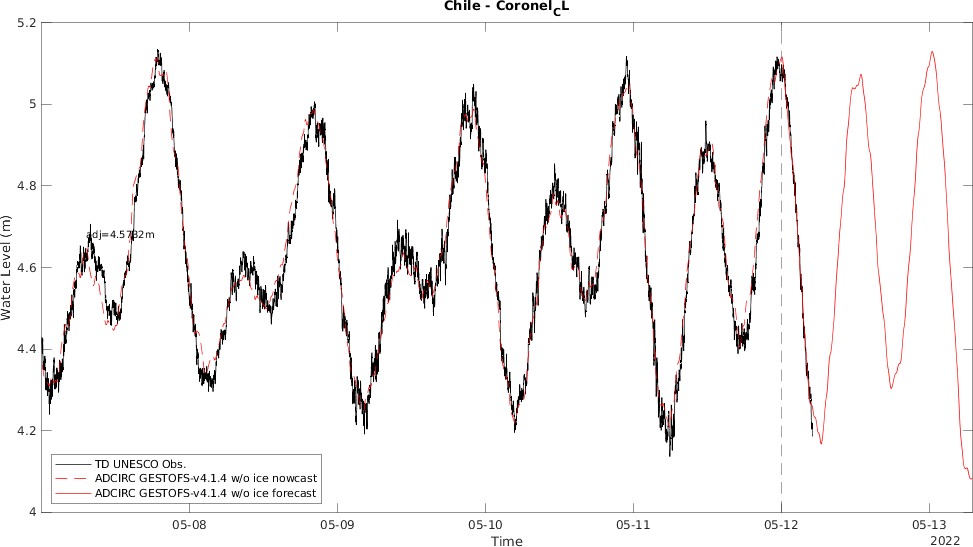 Chile - Coronel_CL
5.2
5
4.8
4.6
4.4
4.2
4
Water Level (m)
adj=4.5782m
TD UNESCO Obs.
ADCIRC GESTOFS-v4.1.4 w/o ice nowcast
ADCIRC GESTOFS-v4.1.4 w/o ice forecast
05-08
05-09
05-10
05-11
05-12
05-13
Time
2022